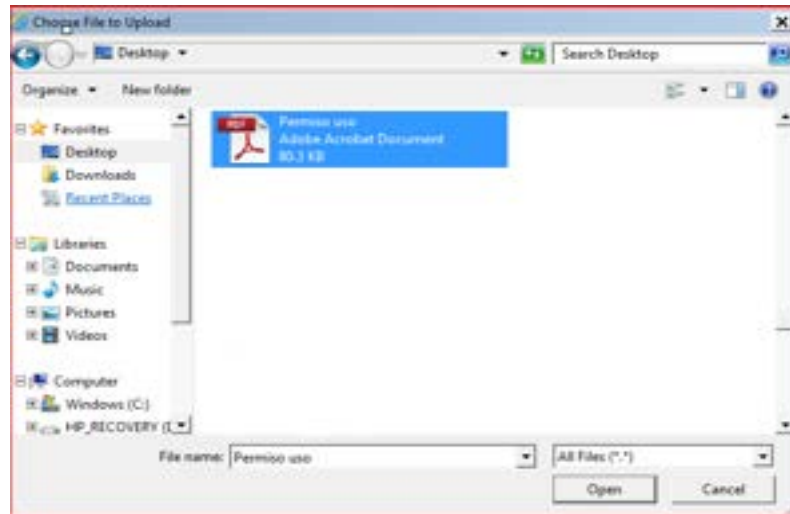 Choose File to Upload
Desktop
Search Desktop
Organize
New folder
Favorites
Desktop
Downloads
Recent Places
Libraries
Documents
Music
Pictures
Videos
Computer
Windows (C:)
HP_RECOVERY (
PDF
Permiso uso
Adobe Acrobat Document
80.3 KB
File name: Permiso uso
All Files (*.*)
Open
Cancel